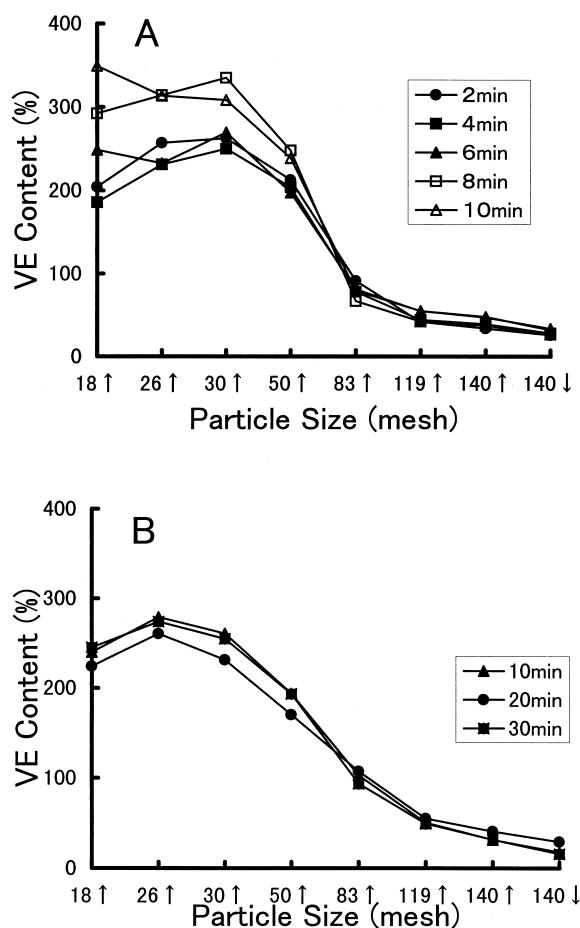 A
VE Content (%)
400
300
200
100
0
2min
4min
6min
8min
10min
18↑ 26↑ 30↑ 50↑ 83↑ 119↑ 140↑ 140↓
Particle Size (mesh)
B
VE Content (%)
400
300
200
100
0
10min
20min
30min
18↑ 26↑ 30↑ 50↑ 83↑ 119↑ 140↑ 140↓
Particle Size (mesh)